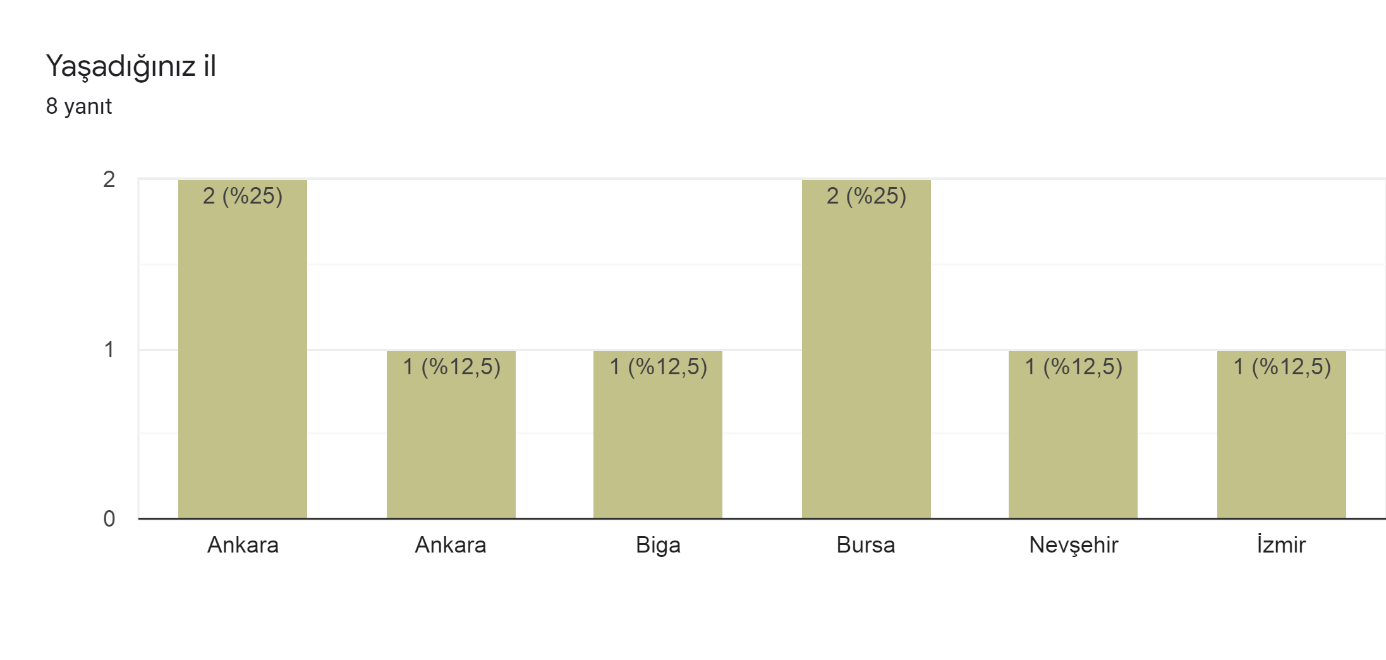 Yaşadığınız il
8 yanıt
2
2 (%25)
2 (%25)
1
1 (%12,5)
1 (%12,5)
1 (%12,5)
1 (%12,5)
0
Ankara
Ankara
Biga
Bursa
Nevşehir
İzmir